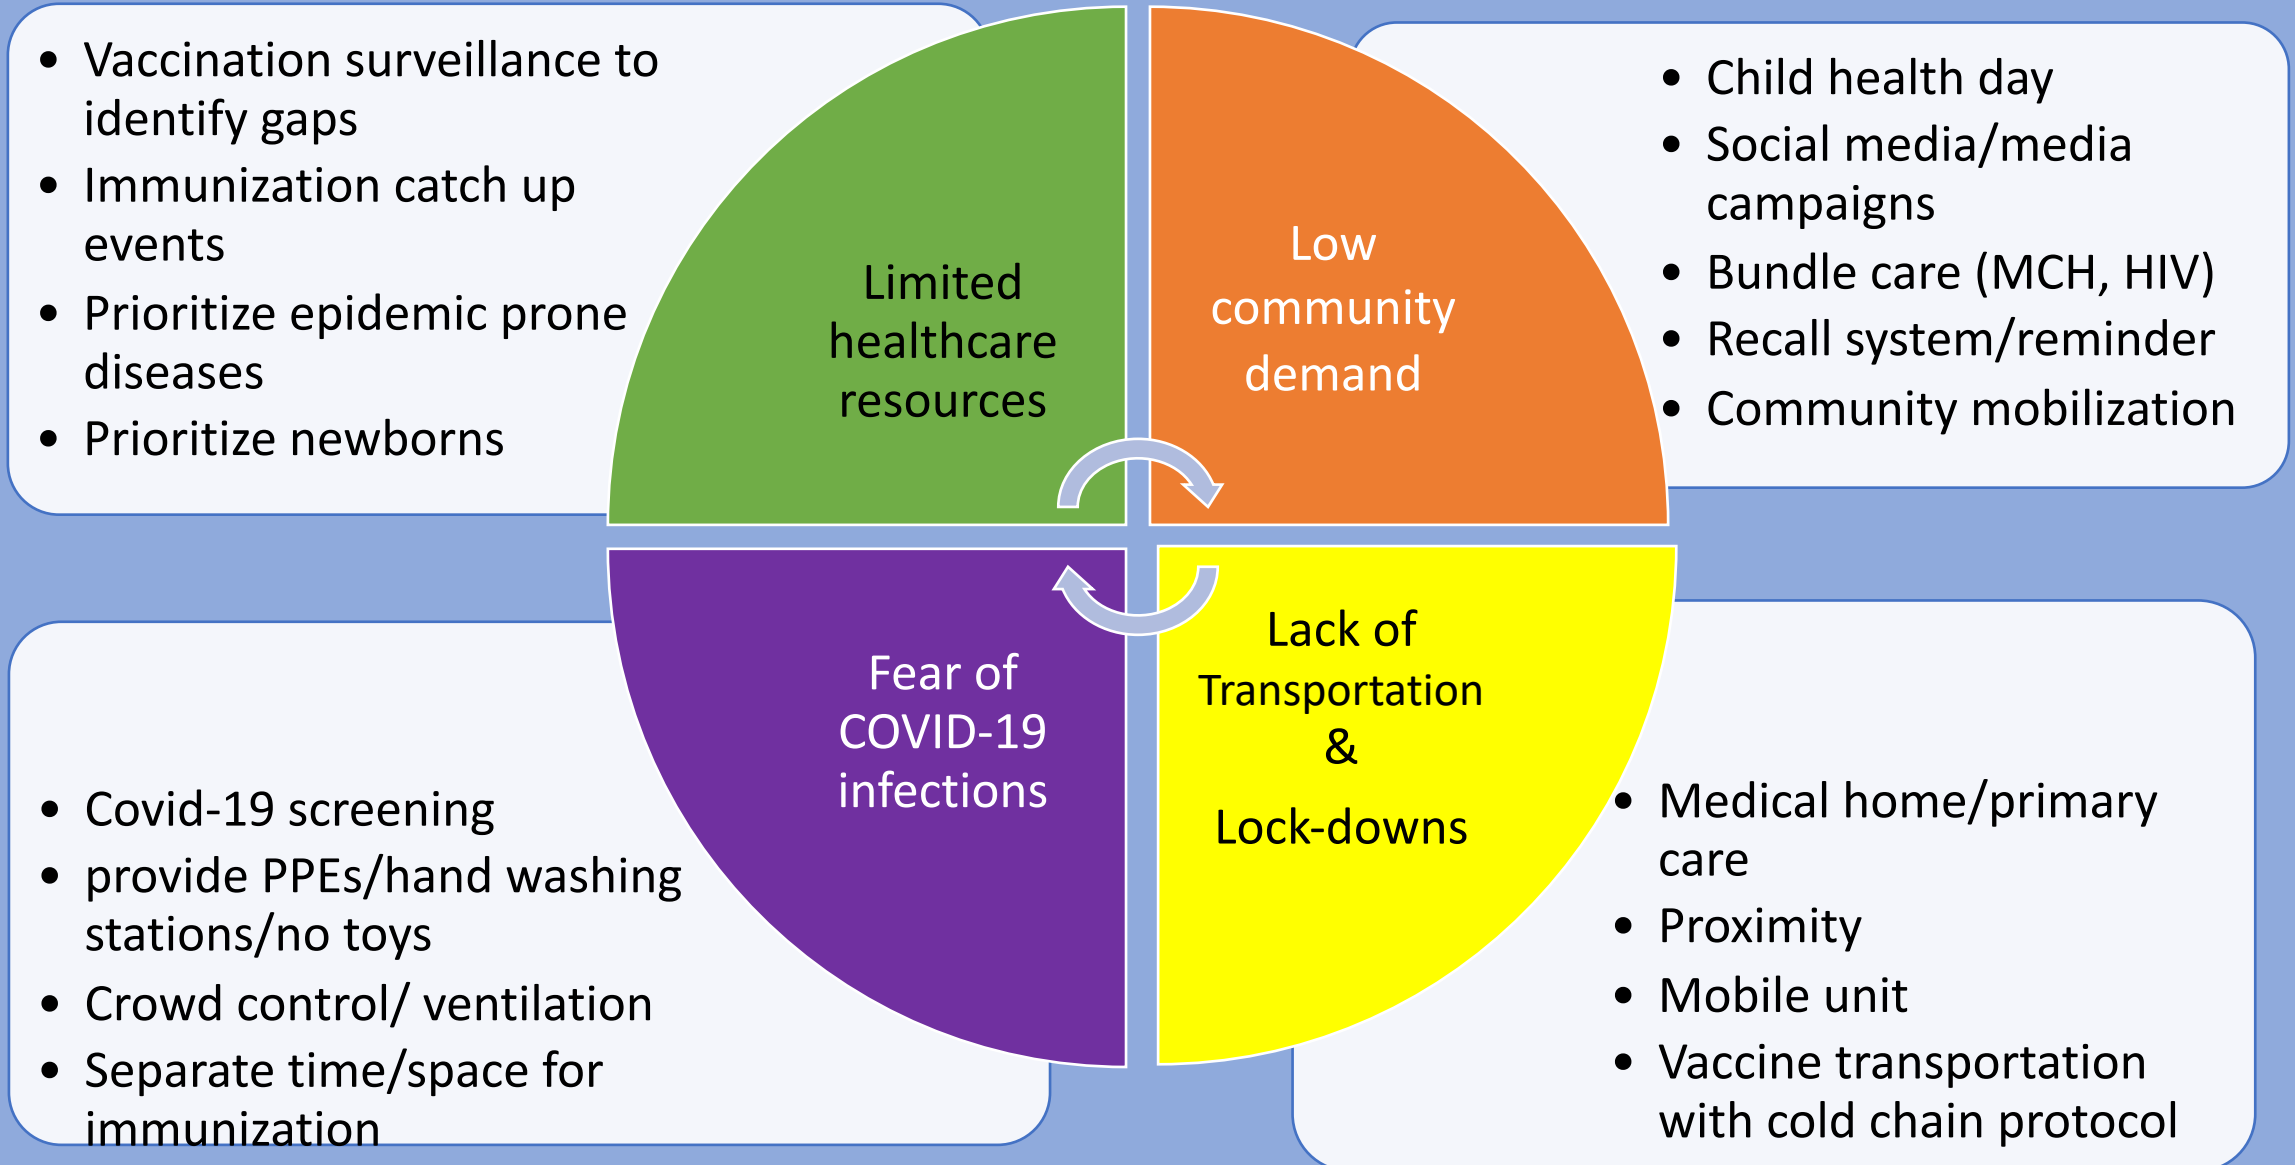 • Vaccination surveillance to
identify gaps
• Immunization catch up
events
• Prioritize epidemic prone
diseases
• Prioritize newborns
Limited
healthcare
resources
Low
community
demand
• Child health day
• Social media/media
campaigns
• Bundle care (MCH, HIV)
• Recall system/reminder
• Community mobilization
• Covid-19 screening
• provide PPEs/hand washing
stations/no toys
• Crowd control/ ventilation
• Separate time/space for
immunization
Fear of
COVID-19
infections
Lack of
Transportation
&
Lock-downs
• Medical home/primary
care
• Proximity
• Mobile unit
• Vaccine transportation
with cold chain protocol